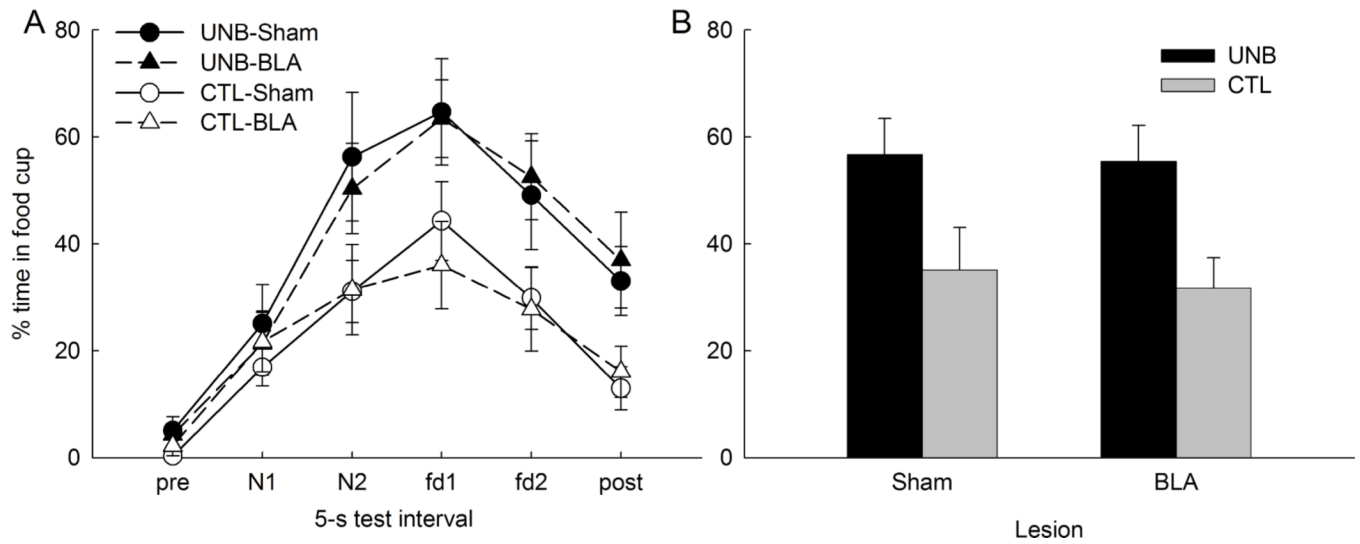 A
UNB-Sham
UNB-BLA
CTL-Sham
CTL-BLA
% time in food cup
80
60
40
20
0
pre N1 N2 fd1 fd2 post
5-s test interval
B
UNB
CTL
80
60
40
20
0
Sham BLA
Lesion